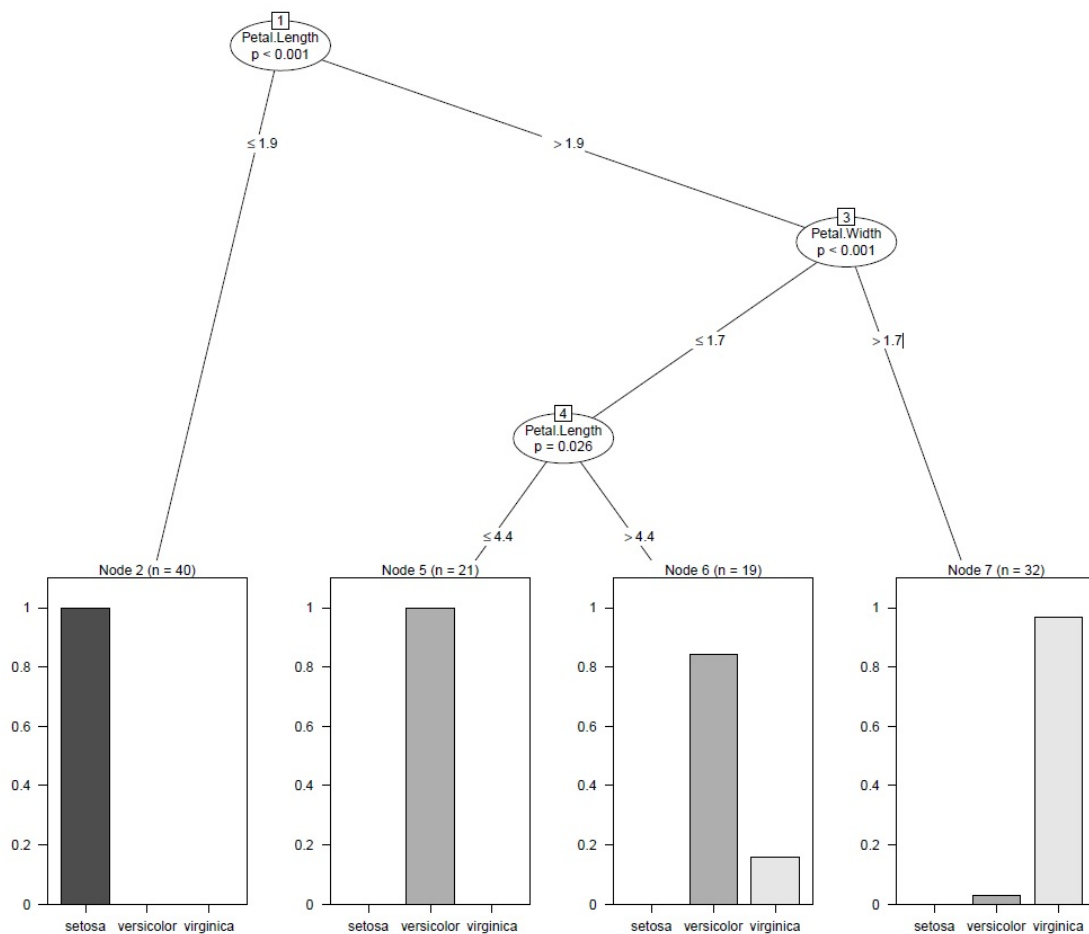 1
Petal.Length
p < 0.001
≤ 1.9
> 1.9
3
Petal.Width
p < 0.001
≤ 1.7
> 1.7
4
Petal.Length
p = 0.026
≤ 4.4
> 4.4
Node 2 (n = 40)
1
0.8
0.6
0.4
0.2
0
setosa versicolor virginica
Node 5 (n = 21)
1
0.8
0.6
0.4
0.2
0
setosa versicolor virginica
Node 6 (n = 19)
1
0.8
0.6
0.4
0.2
0
setosa versicolor virginica
Node 7 (n = 32)
1
0.8
0.6
0.4
0.2
0
setosa versicolor virginica